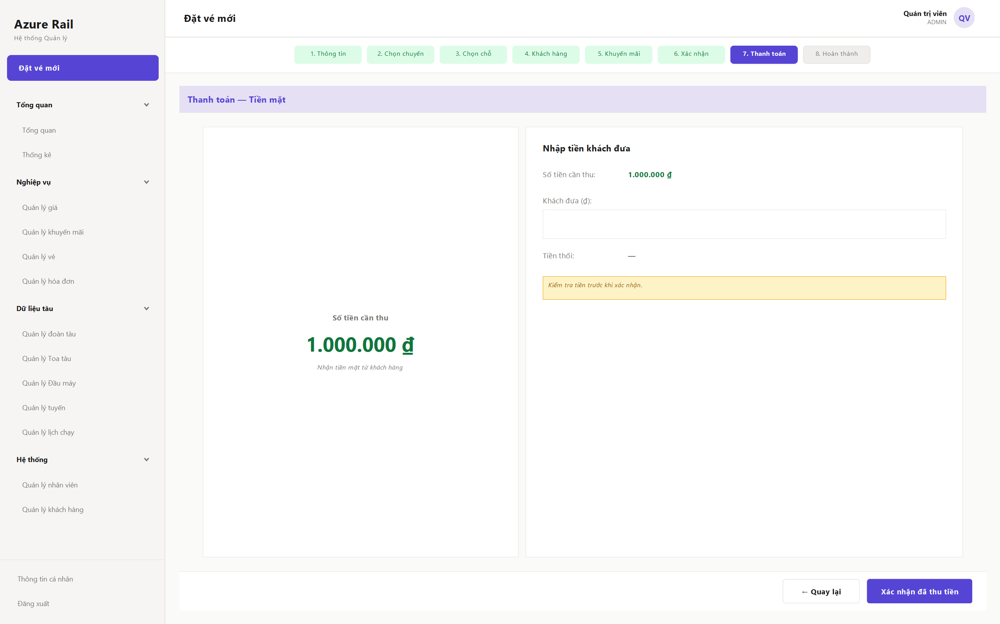 Azure Rail
Hệ thống Quản lý
Đặt vé mới
Tổng quan
Tổng quan
Thống kê
Nghiệp vụ
Quản lý giá
Quản lý khuyến mãi
Quản lý vé
Quản lý hóa đơn
Dữ liệu tàu
Quản lý đoàn tàu
Quản lý Toa tàu
Quản lý Đầu máy
Quản lý tuyến
Quản lý lịch chạy
Hệ thống
Quản lý nhân viên
Quản lý khách hàng
Thông tin cá nhân
Đăng xuất
Đặt vé mới
Quản trị viên
ADMIN
QV
1. Thông tin
2. Chọn chuyến
3. Chọn chỗ
4. Khách hàng
5. Khuyến mãi
6. Xác nhận
7. Thanh toán
8. Hoàn thành
Thanh toán — Tiền mặt
Số tiền cần thu
1.000.000 ₫
Nhận tiền mặt từ khách hàng
Nhập tiền khách đưa
Số tiền cần thu: 1.000.000 ₫
Khách đưa (₫):
Tiền thối: —
Kiểm tra tiền trước khi xác nhận.
← Quay lại
Xác nhận đã thu tiền